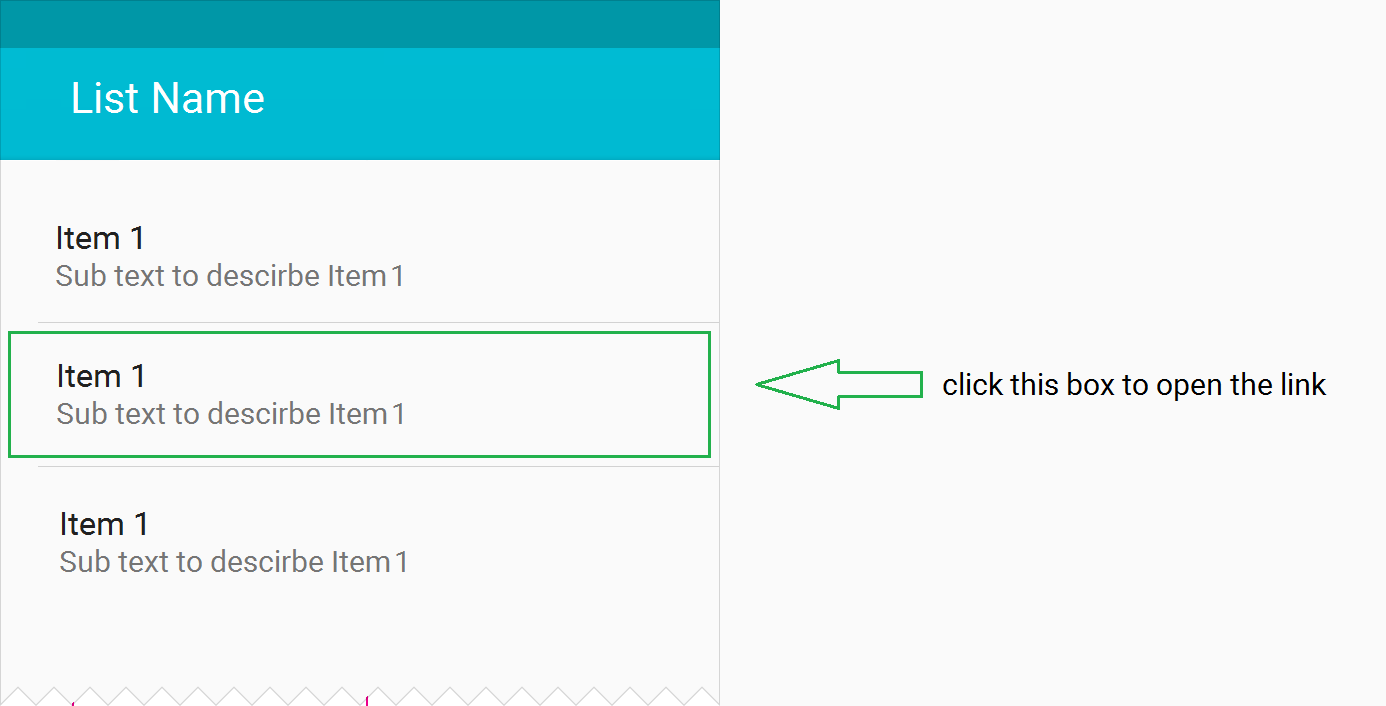 List Name
Item 1
Sub text to descirbe Item 1
Item 1
Sub text to descirbe Item 1
click this box to open the link
Item 1
Sub text to descirbe Item 1